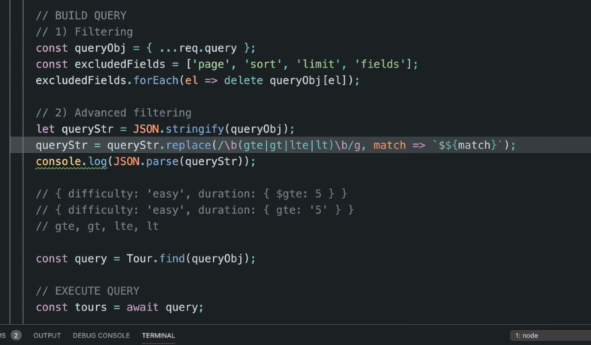 // BUILD QUERY
// 1) Filtering
const queryObj = { ...req.query };
const excludedFields = ['page', 'sort', 'limit', 'fields'];
excludedFields.forEach(el => delete queryObj[el]);
// 2) Advanced filtering
let queryStr = JSON.stringify(queryObj);
queryStr = queryStr.replace(/\b(gte|gt|lte|lt)\b/g, match => `$${match}`);
console.log(JSON.parse(queryStr));
// { difficulty: 'easy', duration: { $gte: 5 } }
// { difficulty: 'easy', duration: { gte: '5' } }
// gte, gt, lte, lt
const query = Tour.find(queryObj);
// EXECUTE QUERY
const tours = await query;
MS 2 OUTPUT DEBUG CONSOLE TERMINAL 1: node